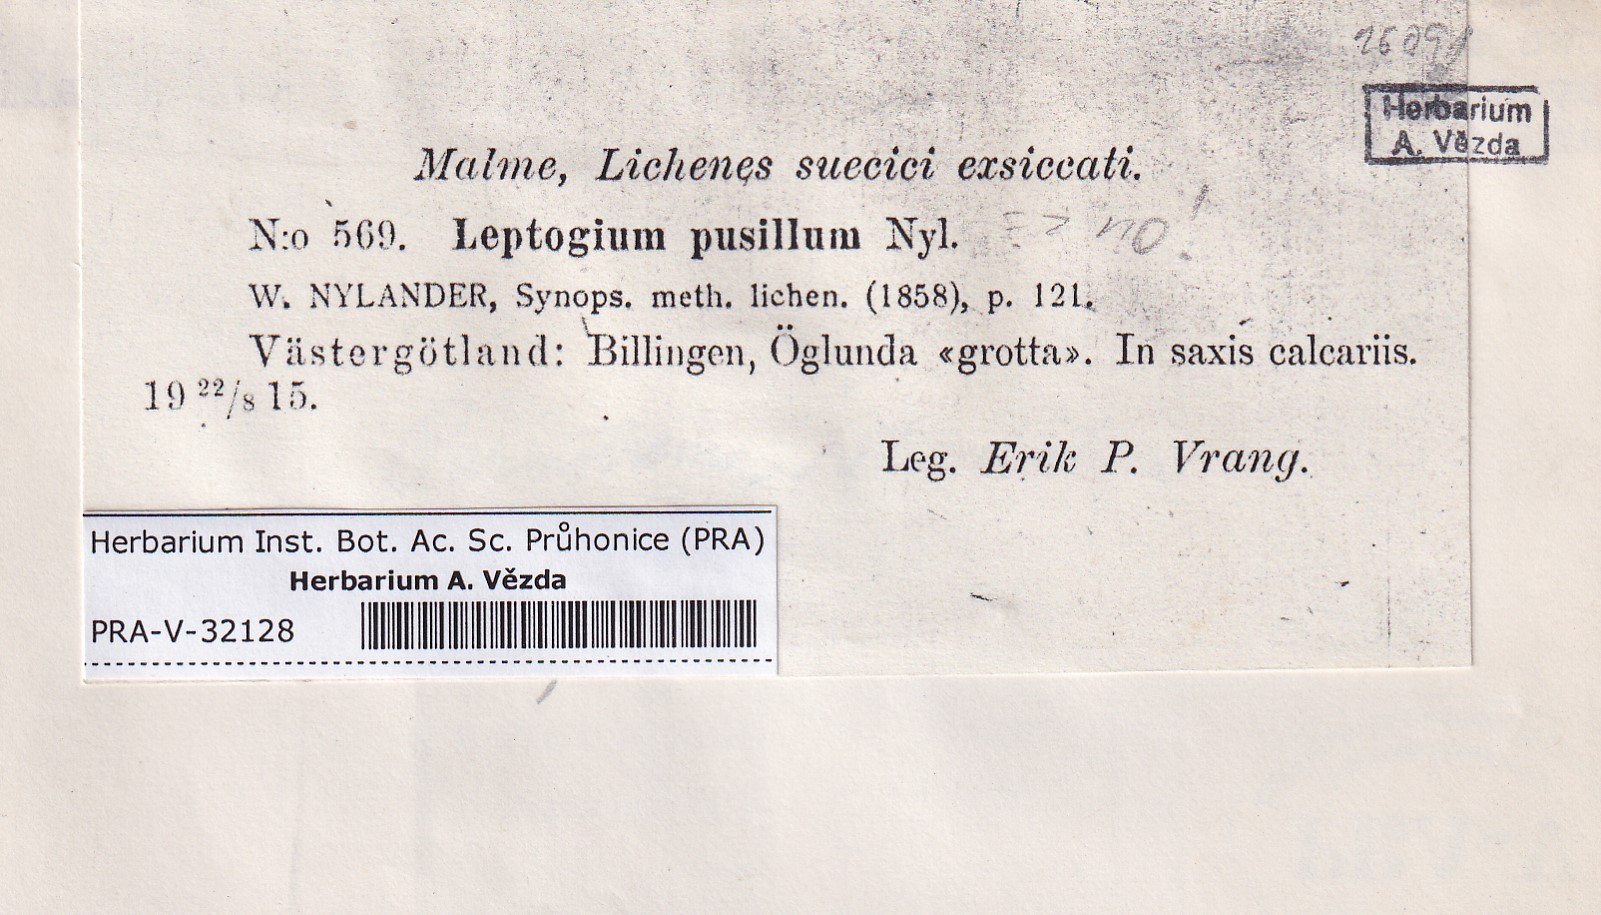 Herbarium
A. Vězda
Malme, Lichenes suecici exsiccati.
N:o 569. Leptogium pusillum Nyl. no!
W. NYLANDER, Synops. meth. lichen. (1858), p. 121.
Västergötland: Billingen, Öglunda «grotta». In saxis calcariis.
19 22/8 15.
Leg. Erik P. Vrang.
Herbarium Inst. Bot. Ac. Sc. Průhonice (PRA)
Herbarium A. Vězda
PRA-V-32128